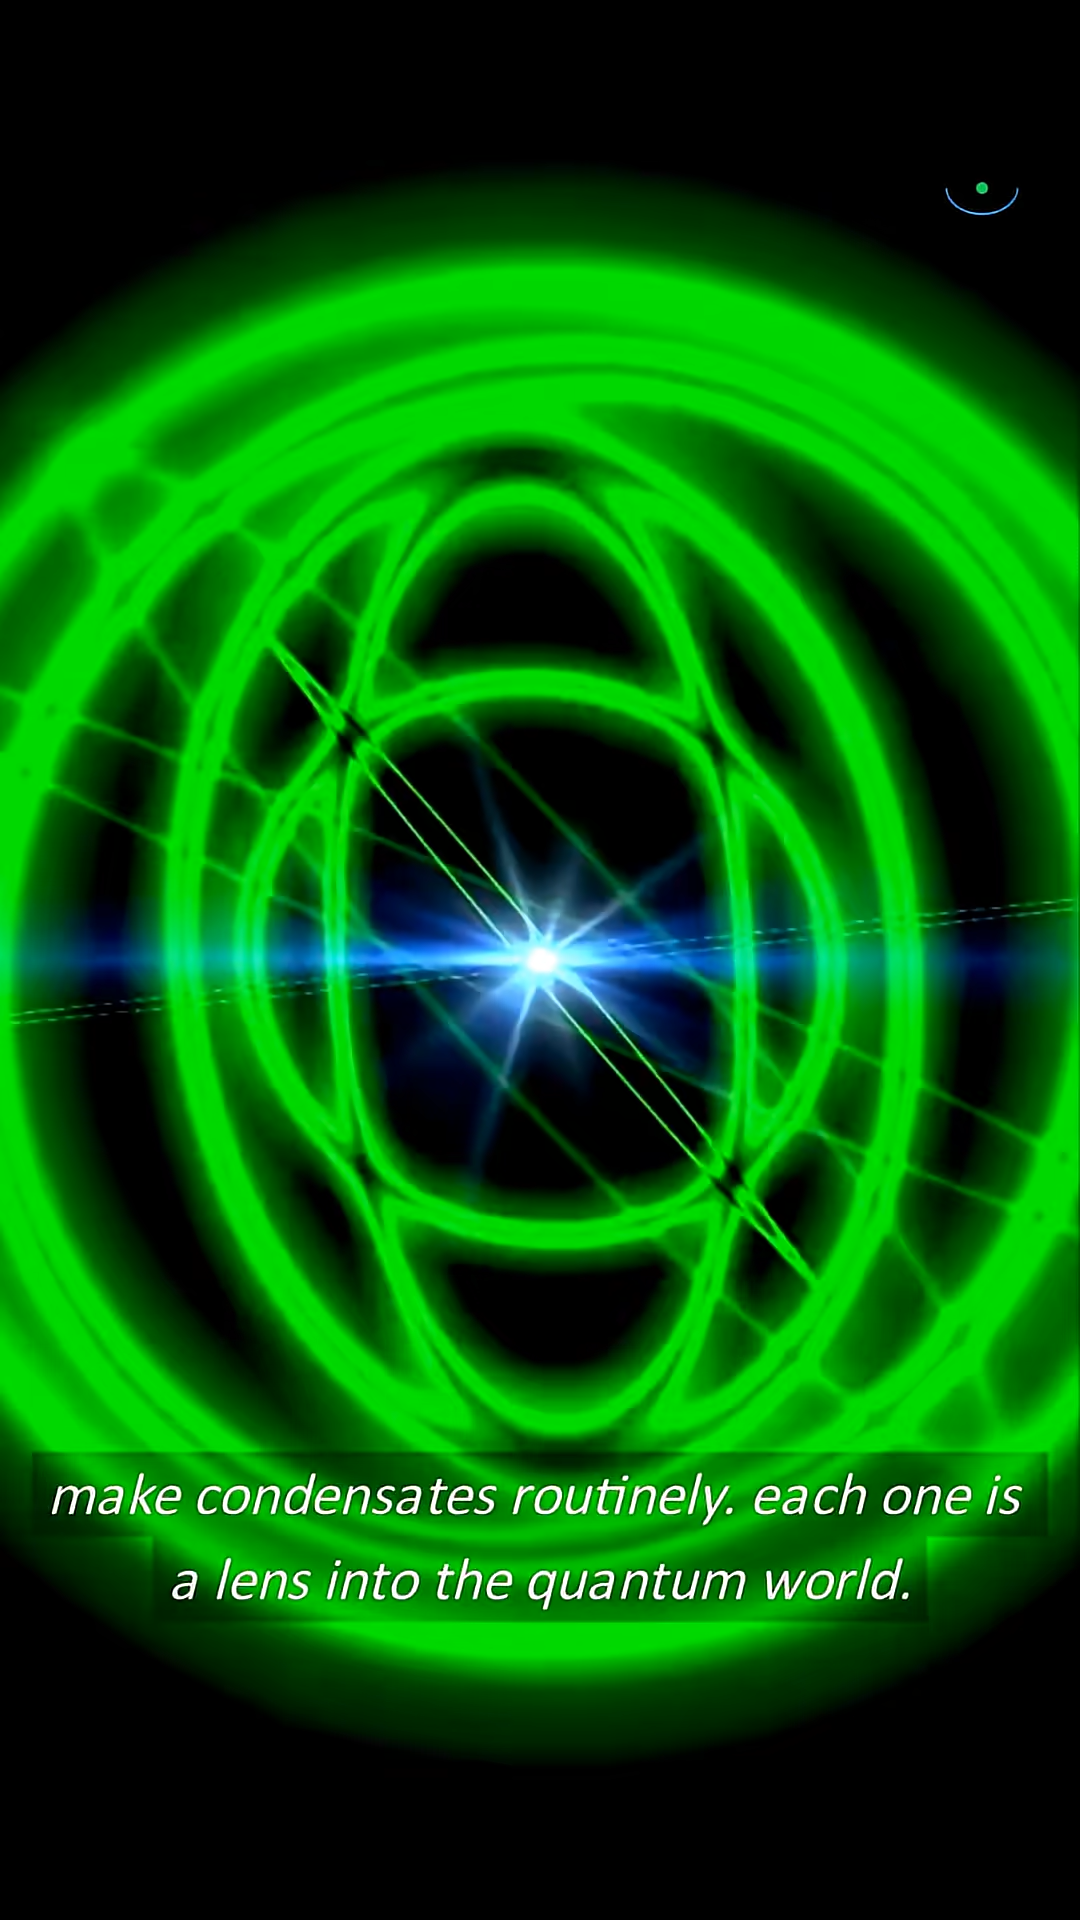 make condensates routinely. each one is
a lens into the quantum world.